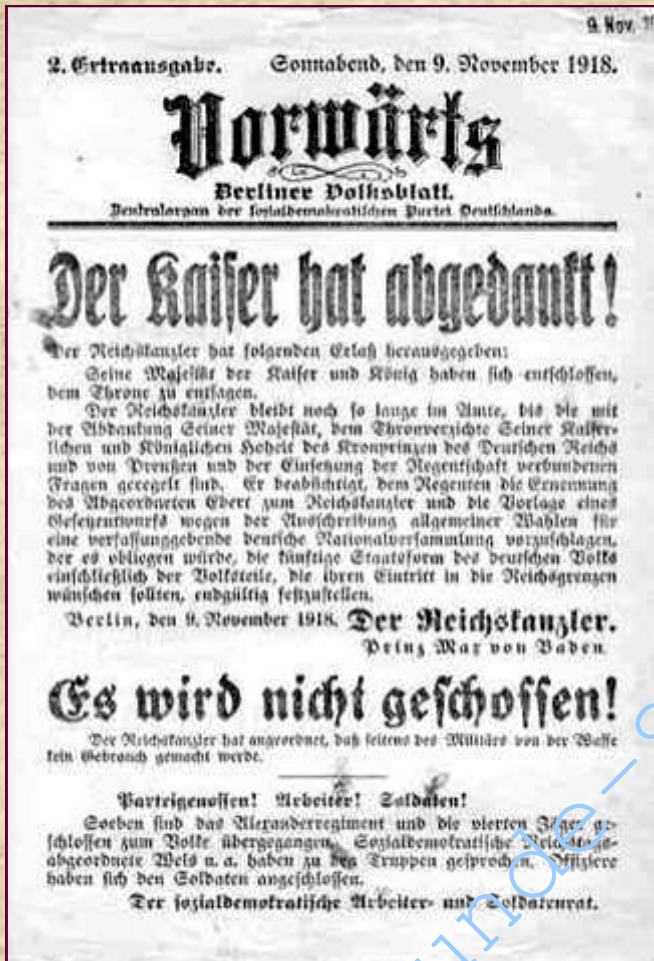 9. Nov. 19
2. Extraausgabe. Sonnabend, den 9. November 1918.
Vorwärts
Berliner Volksblatt.
Zentralorgan der sozialdemokratischen Partei Deutschlands.
Der Kaiser hat abgedankt!
Der Reichskanzler hat folgenden Erlaß herausgegeben:
Seine Majestät der Kaiser und König haben sich entschlossen,
dem Throne zu entsagen.
Der Reichskanzler bleibt noch so lange im Amte, bis die mit
der Abdankung Seiner Majestät, dem Thronverzichte Seiner Kaiser-
lichen und Königlichen Hoheit des Kronprinzen des Deutschen Reichs
und von Preußen und der Einsetzung der Regentschaft verbundenen
Fragen geregelt sind. Er beabsichtigt, dem Regenten die Ernennung
des Abgeordneten Ebert zum Reichskanzler und die Vorlage eines
Gesetzentwurfs wegen der Ausschreibung allgemeiner Wahlen für
eine verfassunggebende deutsche Nationalversammlung vorzuschlagen,
der es obliegen würde, die künftige Staatsform des deutschen Volks
einschließlich der Volksteile, die ihren Eintritt in die Reichsgrenzen
wünschen sollten, endgültig festzustellen.
Berlin, den 9. November 1918. Der Reichskanzler.
Prinz Max von Baden
Es wird nicht geschossen!
Der Reichskanzler hat angeordnet, daß seitens des Militärs von der Waffe
kein Gebrauch gemacht werde.
Parteigenossen! Arbeiter! Soldaten!
Soeben sind das Alexanderregiment und die vierten Jäger ge-
schlossen zum Volke übergegangen. Sozialdemokratische Reichstags-
abgeordnete Wels u. a. haben zu den Truppen gesprochen. Offiziere
haben sich den Soldaten angeschlossen.
Der sozialdemokratische Arbeiter- und Soldatenrat.
unde-